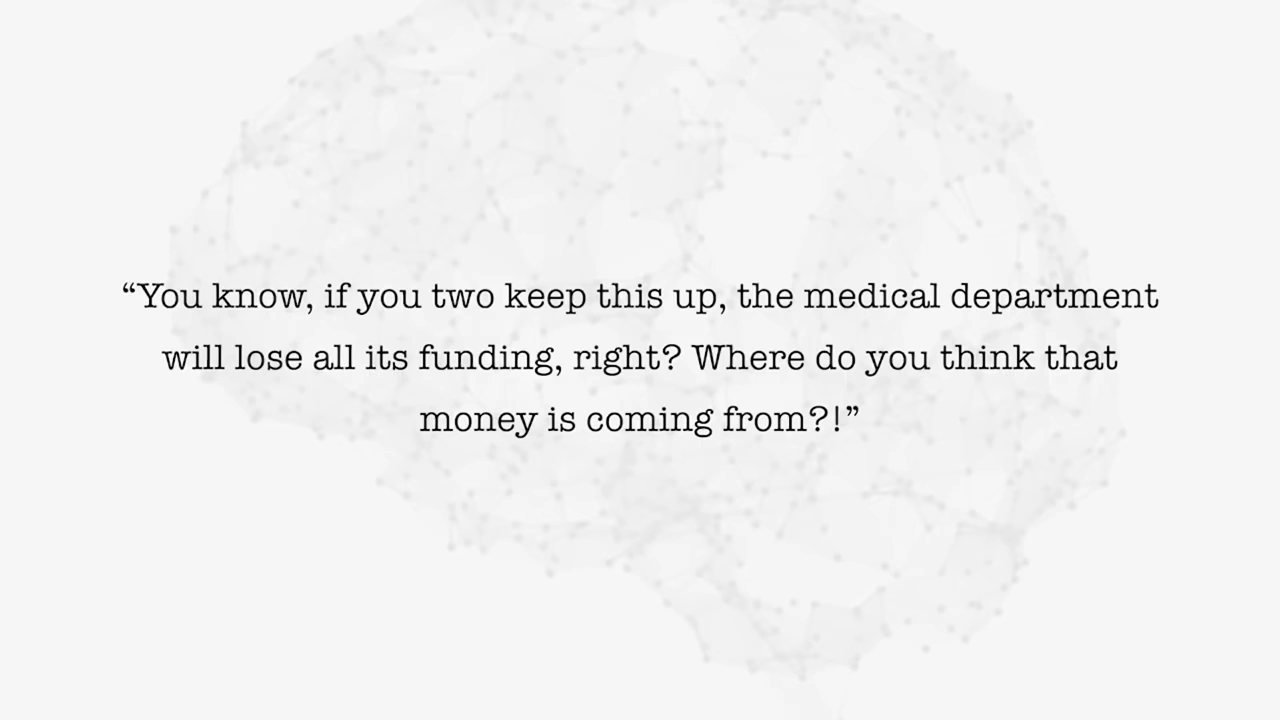 “You know, if you two keep this up, the medical department
will lose all its funding, right? Where do you think that
money is coming from?!”